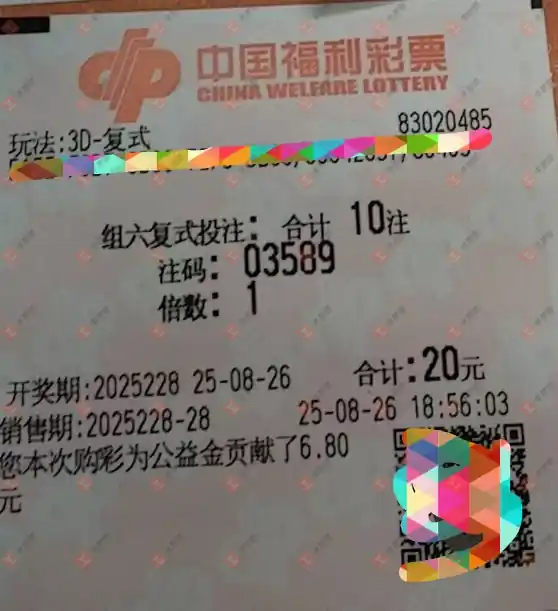 中国福利彩票
CHINA WELFARE LOTTERY
玩法:3D-复式
83020485
组六复式投注: 合计 10注
注码: 03589
倍数: 1
开奖期:2025228 25-08-26 合计:20元
销售期:2025228-28 25-08-26 18:56:03
您本次购彩为公益金贡献了6.80
元